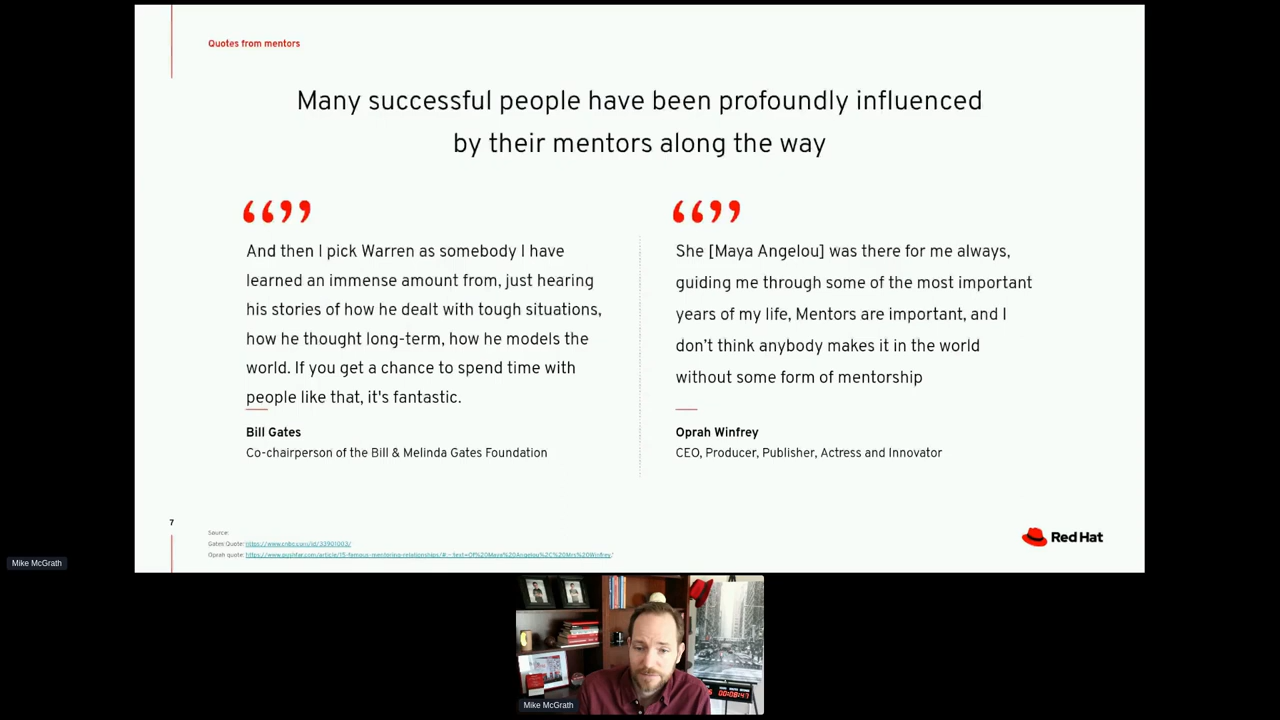 Quotes from mentors
Many successful people have been profoundly influenced
by their mentors along the way
““””
And then I pick Warren as somebody I have
learned an immense amount from, just hearing
his stories of how he dealt with tough situations,
how he thought long-term, how he models the
world. If you get a chance to spend time with
people like that, it's fantastic.
Bill Gates
Co-chairperson of the Bill & Melinda Gates Foundation
““””
She [Maya Angelou] was there for me always,
guiding me through some of the most important
years of my life, Mentors are important, and I
don’t think anybody makes it in the world
without some form of mentorship
Oprah Winfrey
CEO, Producer, Publisher, Actress and Innovator
7
Source:
Gates Quote: https://www.cnbc.com/id/33901003/
Oprah quote: https://www.pushfar.com/article/15-famous-mentoring-relationships/#:~:text=Of%20Maya%20Angelou%2C%20Mrs%20Winfrey,
Red Hat
Mike McGrath
Mike McGrath